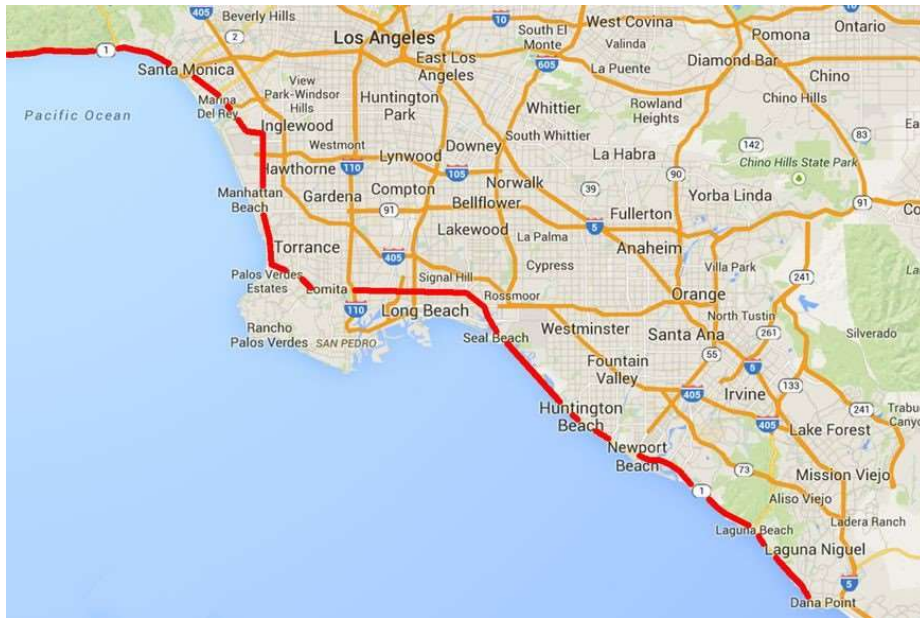 Beverly Hills
405
10
West Covina
10
Pomona
Ontario
South El
Monte
Valinda
1
2
Los Angeles
60
East Los
Angeles
605
La Puente
Diamond Bar
Santa Monica
View
Park-Windsor
Hills
Huntington
Park
Chino
Chino Hills
Marina
Del Rey
Whittier
Rowland
Heights
Pacific Ocean
Inglewood
Westmont
Downey
South Whittier
83
142
Lynwood
La Habra
Chino Hills State Park
Hawthorne
110
105
Norwalk
90
Manhattan
Beach
Gardena
Compton
91
Bellflower
39
Fullerton
Yorba Linda
91
Lakewood
La Palma
5
Anaheim
Torrance
405
Cypress
Villa Park
241
Palos Verdes
Estates
Lomita
Signal Hill
Rossmoor
Orange
110
Long Beach
North Tustin
Rancho
Palos Verdes
SAN PEDRO
Seal Beach
Westminster
Santa Ana
261
Silverado
Fountain
Valley
55
5
Irvine
133
405
241
Huntington
Beach
405
Lake Forest
Newport
Beach
73
Mission Viejo
1
Aliso Viejo
Laguna Beach
Ladera Ranch
Laguna Niguel
5
Dana Point